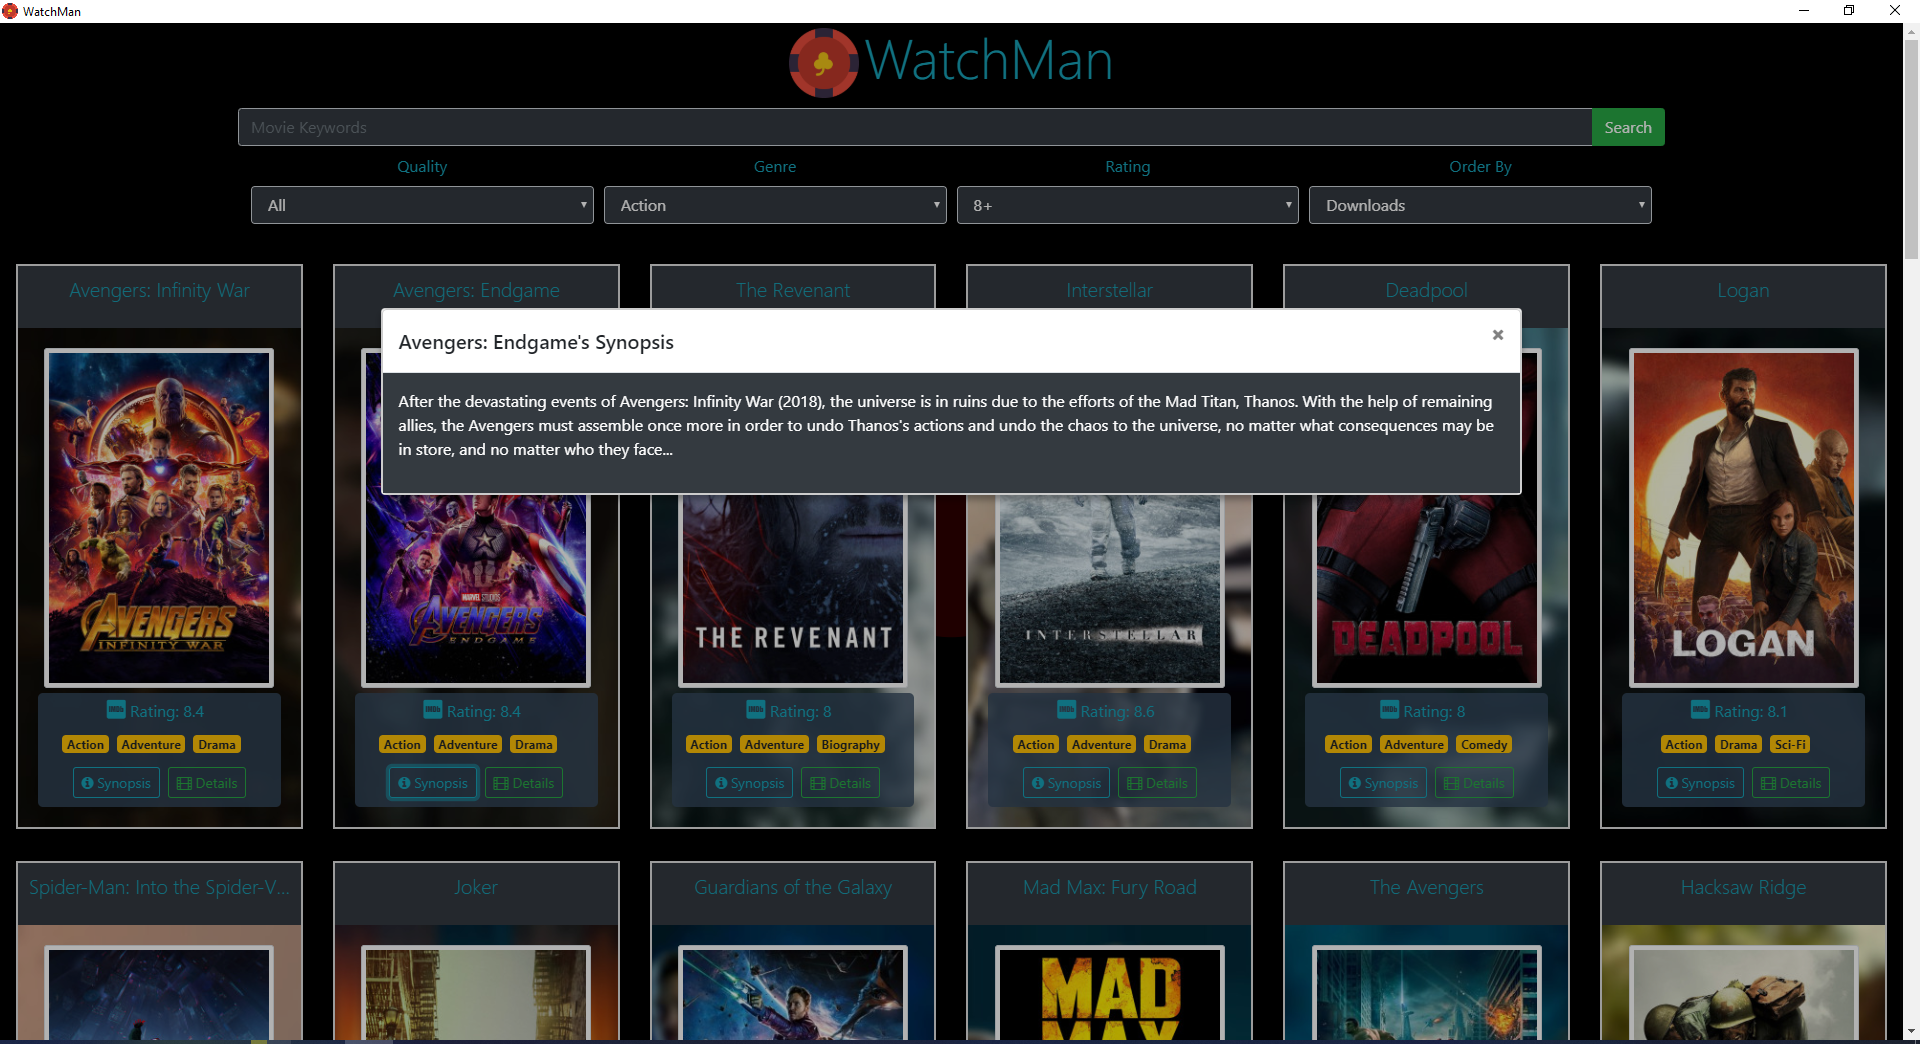 WatchMan
WatchMan
Movie Keywords
Search
Quality
Genre
Rating
Order By
All
Action
8+
Downloads
Avengers: Infinity War
Avengers: Endgame
The Revenant
Interstellar
Deadpool
Logan
Avengers: Endgame's Synopsis
×
After the devastating events of Avengers: Infinity War (2018), the universe is in ruins due to the efforts of the Mad Titan, Thanos. With the help of remaining
allies, the Avengers must assemble once more in order to undo Thanos's actions and undo the chaos to the universe, no matter what consequences may be
in store, and no matter who they face...
AVENGERS
INFINITY WAR
MARVEL STUDIOS
AVENGERS
ENDGAME
THE REVENANT
INTERSTELLAR
DEADPOOL
LOGAN
IMDb Rating: 8.4
IMDb Rating: 8.4
IMDb Rating: 8
IMDb Rating: 8.6
IMDb Rating: 8
IMDb Rating: 8.1
Action Adventure Drama
Action Adventure Drama
Action Adventure Biography
Action Adventure Drama
Action Adventure Comedy
Action Drama Sci-Fi
Synopsis Details
Synopsis Details
Synopsis Details
Synopsis Details
Synopsis Details
Synopsis Details
Spider-Man: Into the Spider-V...
Joker
Guardians of the Galaxy
Mad Max: Fury Road
The Avengers
Hacksaw Ridge
MAD
MAX